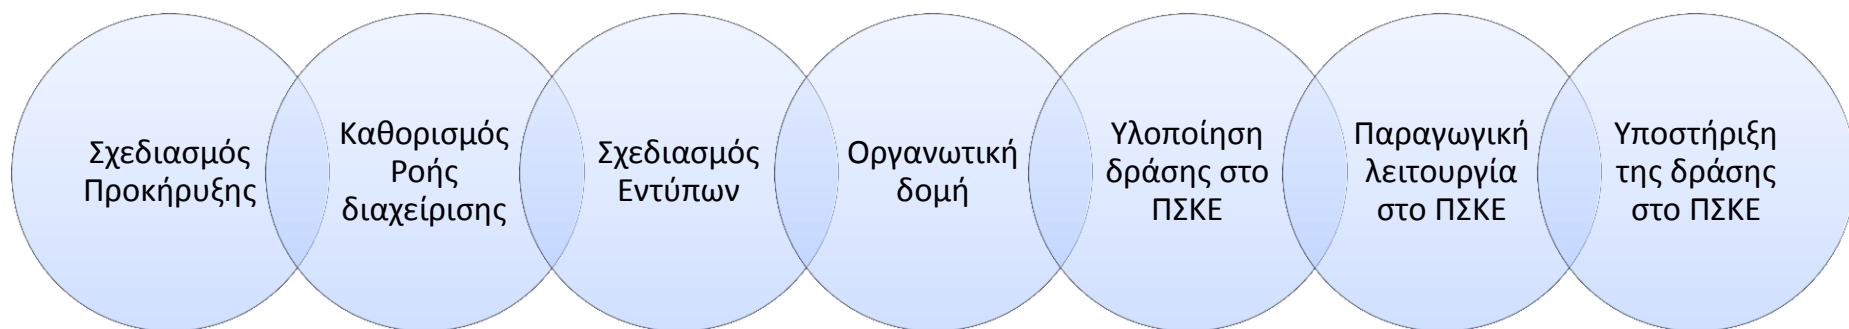 Σχεδιασμός
Προκήρυξης
Καθορισμός
Ροής
διαχείρισης
Σχεδιασμός
Εντύπων
Οργανωτική
δομή
Υλοποίηση
δράσης στο
ΠΣΚΕ
Παραγωγική
λειτουργία
στο ΠΣΚΕ
Υποστήριξη
της δράσης
στο ΠΣΚΕ